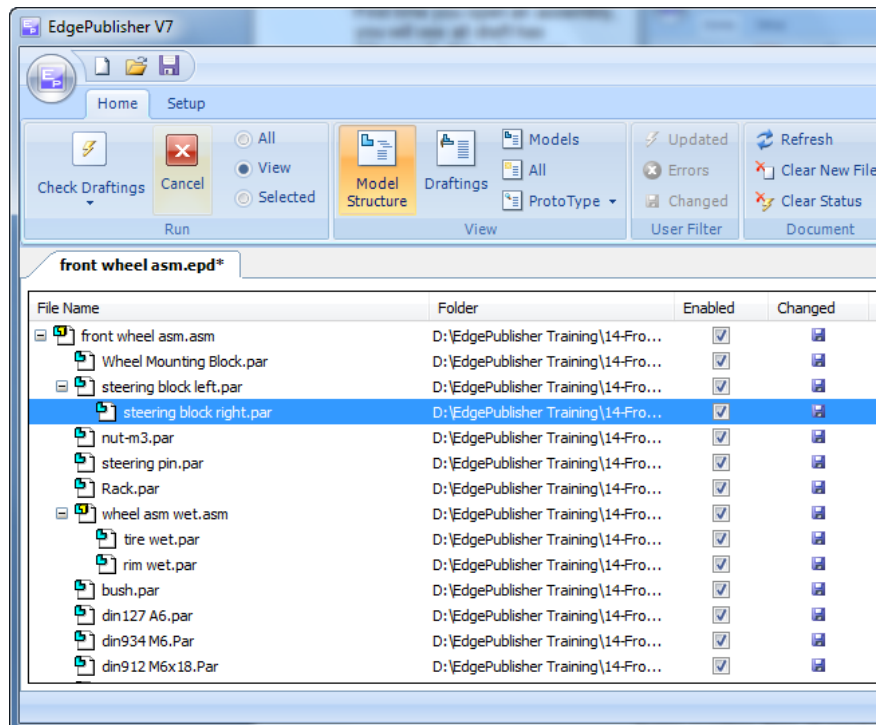 EdgePublisher V7
Home Setup
Check Draftings
Cancel
All
View
Selected
Run
Model
Structure
Draftings
Models
All
ProtoType
View
Updated
Errors
Changed
User Filter
Refresh
Clear New File
Clear Status
Document
front wheel asm.epd*
File Name Folder Enabled Changed
front wheel asm.asm D:\EdgePublisher Training\14-Fro...
Wheel Mounting Block.par D:\EdgePublisher Training\14-Fro...
steering block left.par D:\EdgePublisher Training\14-Fro...
steering block right.par D:\EdgePublisher Training\14-Fro...
nut-m3.par D:\EdgePublisher Training\14-Fro...
steering pin.par D:\EdgePublisher Training\14-Fro...
Rack.par D:\EdgePublisher Training\14-Fro...
wheel asm wet.asm D:\EdgePublisher Training\14-Fro...
tire wet.par D:\EdgePublisher Training\14-Fro...
rim wet.par D:\EdgePublisher Training\14-Fro...
bush.par D:\EdgePublisher Training\14-Fro...
din127 A6.par D:\EdgePublisher Training\14-Fro...
din934 M6.Par D:\EdgePublisher Training\14-Fro...
din912 M6x18.Par D:\EdgePublisher Training\14-Fro...